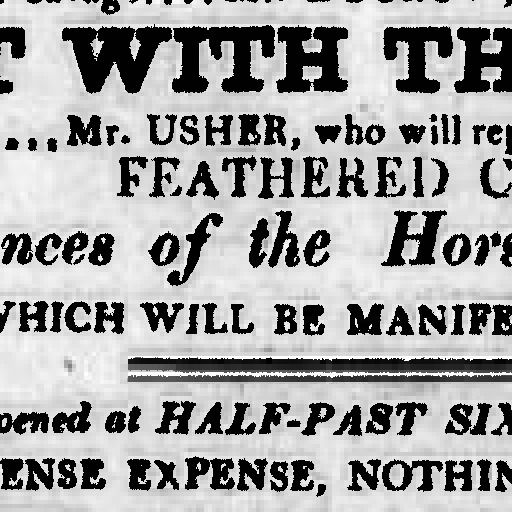 T WITH TH
....Mr. USHER, who will rep
FEATHERED C
nces of the Hors
WHICH WILL BE MANIFE
pened at HALF-PAST SIX
ENSE EXPENSE, NOTHIN